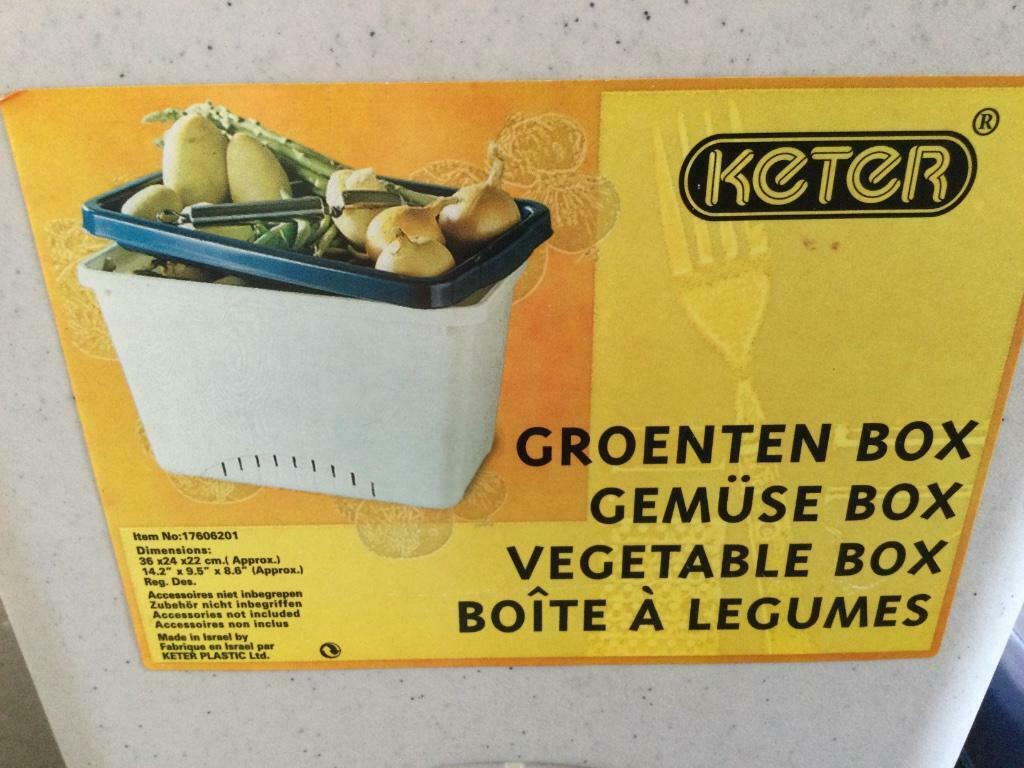 KETER®
GROENTEN BOX
GEMÜSE BOX
VEGETABLE BOX
BOÎTE À LEGUMES
Item No:17606201
Dimensions:
36 x24 x22 cm.( Approx.)
14.2" x 9.5" x 8.6" (Approx.)
Reg. Des.
Accessoires niet inbegrepen
Zubehör nicht inbegriffen
Accessories not included
Accessoires non inclus
Made in Israel by
Fabrique en Israel par
KETER PLASTIC Ltd.